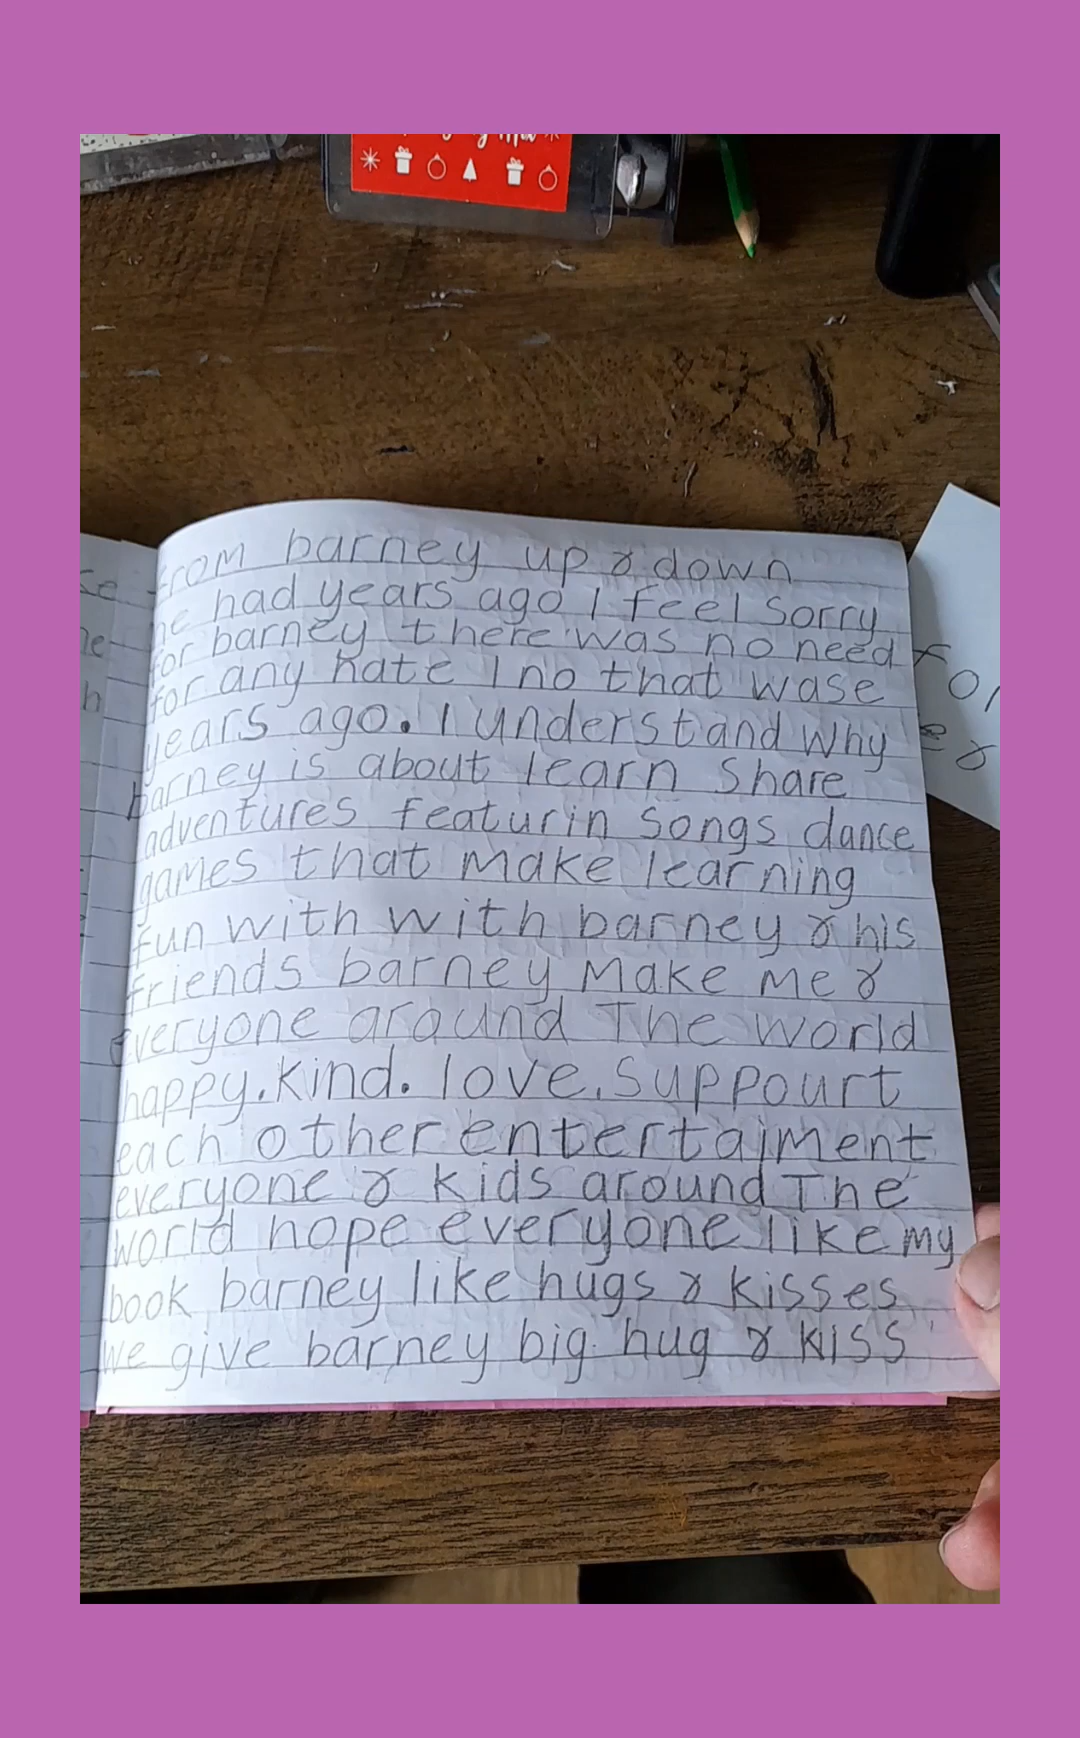 from barney up & down
he had years ago I feel sorry
for barney there was no need
for any hate I no that wase
years ago. I understand why
barney is about learn share
adventures featurin songs dance
games that make learning
fun with with barney & his
friends barney make me &
everyone around The world
happy. kind. love. suppourt
each other entertaiment
everyone & kids around The
world hope everyone like my
book barney like hugs & kisses
we give barney big hug & kiss